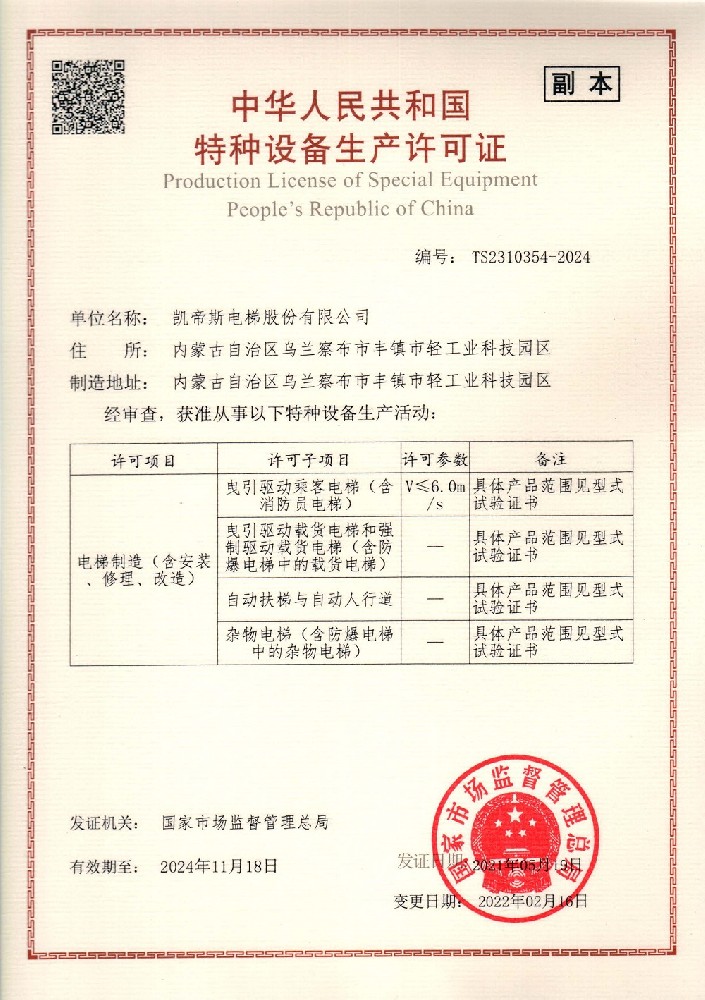 副 本
中华人民共和国
特种设备生产许可证
Production License of Special Equipment
People's Republic of China
编号： TS2310354-2024
单位名称： 凯帝斯电梯股份有限公司
住 所： 内蒙古自治区乌兰察布市丰镇市轻工业科技园区
制造地址： 内蒙古自治区乌兰察布市丰镇市轻工业科技园区
经审查，获准从事以下特种设备生产活动：
许可项目 许可子项目 许可参数 备注
电梯制造（含安装
、修理、改造）
曳引驱动乘客电梯（含
消防员电梯）
V≤6.0m
/s
具体产品范围见型式
试验证书
曳引驱动载货电梯和强
制驱动载货电梯（含防
爆电梯中的载货电梯）
—
具体产品范围见型式
试验证书
自动扶梯与自动人行道
—
具体产品范围见型式
试验证书
杂物电梯（含防爆电梯
中的杂物电梯）
—
具体产品范围见型式
试验证书
发证机关： 国家市场监督管理总局
国家市场监督管理总局
有效期至： 2024年11月18日
发证日期： 2021年05月 9日
变更日期： 2022年02月16日